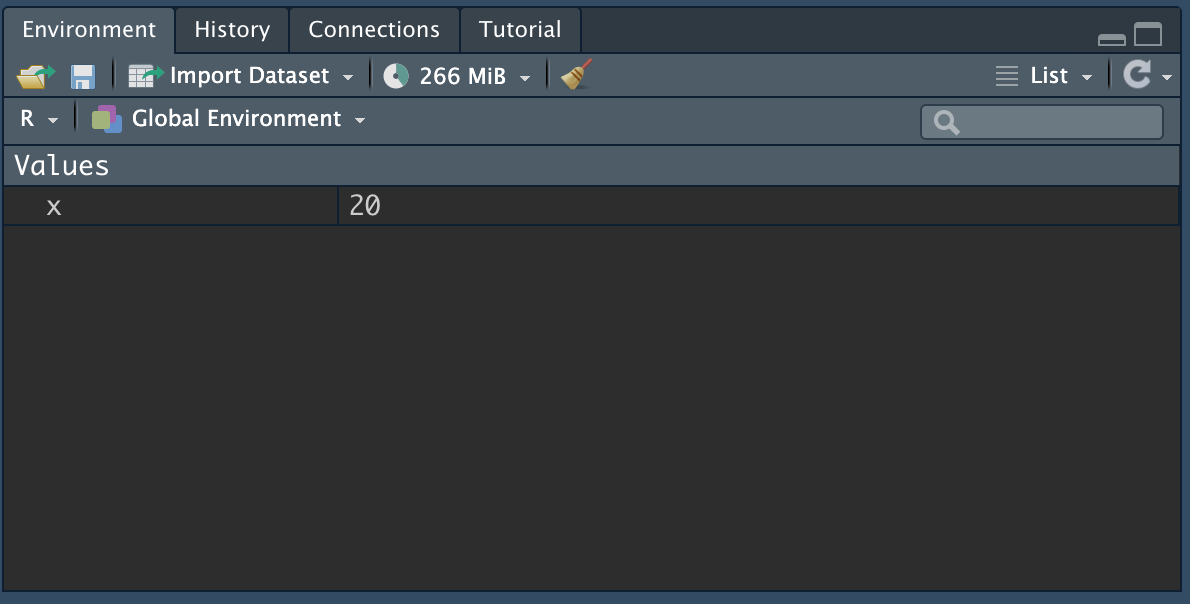 Environment History Connections Tutorial
Import Dataset 266 MiB List
R Global Environment
Values
x 20